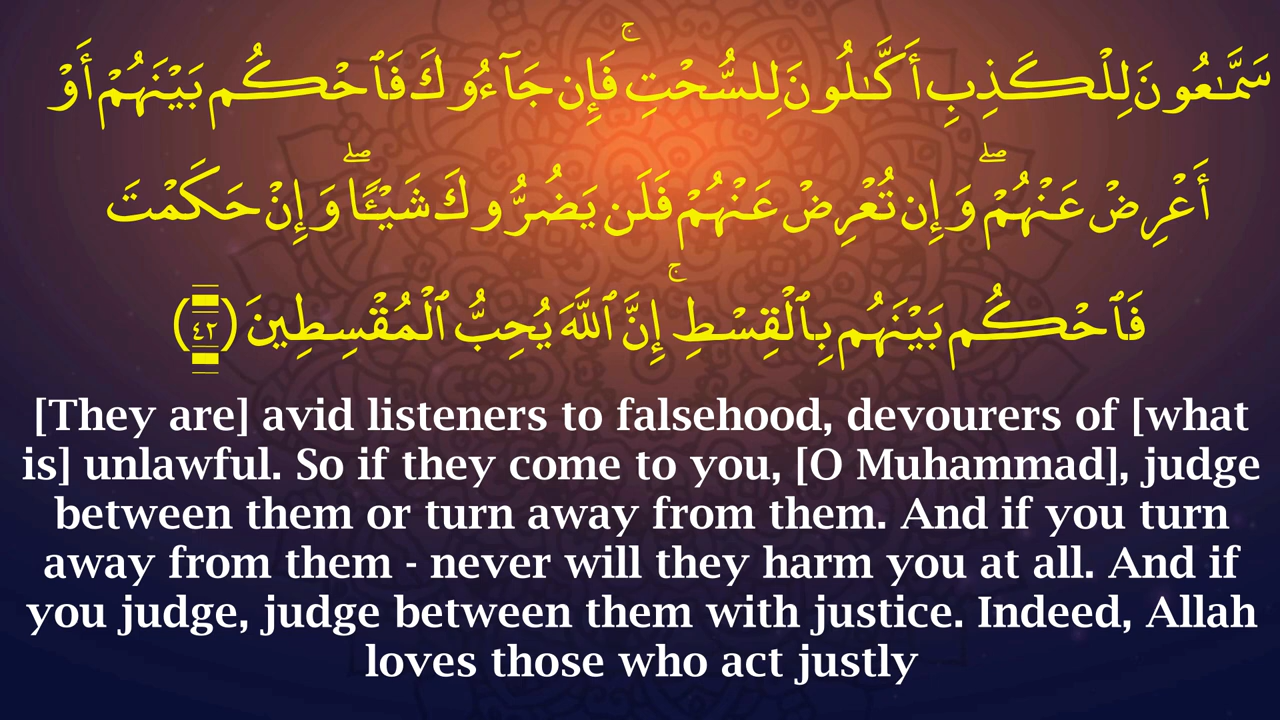 سَمَّـٰعُونَ لِلْكَذِبِ أَكَّـٰلُونَ لِلسُّحْتِ ۚ فَإِن جَآءُوكَ فَٱحْكُم بَيْنَهُمْ أَوْ
أَعْرِضْ عَنْهُمْ ۖ وَإِن تُعْرِضْ عَنْهُمْ فَلَن يَضُرُّوكَ شَيْـًٔا ۖ وَإِنْ حَكَمْتَ
فَٱحْكُم بَيْنَهُم بِٱلْقِسْطِ ۚ إِنَّ ٱللَّهَ يُحِبُّ ٱلْمُقْسِطِينَ (٤٢)
[They are] avid listeners to falsehood, devourers of [what
is] unlawful. So if they come to you, [O Muhammad], judge
between them or turn away from them. And if you turn
away from them - never will they harm you at all. And if
you judge, judge between them with justice. Indeed, Allah
loves those who act justly